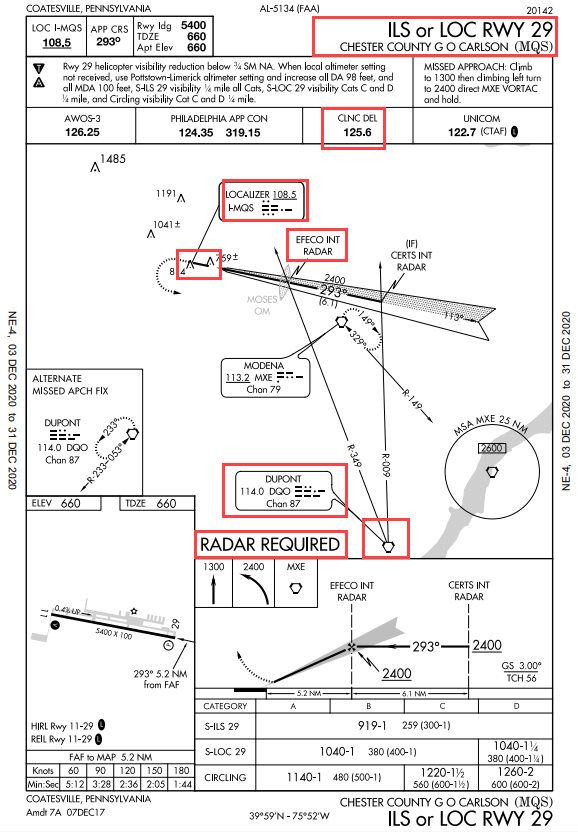 COATESVILLE, PENNSYLVANIA
AL-5134 (FAA)
20142
LOC I-MQS
108.5
APP CRS
293°
Rwy ldg 5400
TDZE 660
Apt Elev 660
ILS or LOC RWY 29
CHESTER COUNTY G O CARLSON (MQS)
T
A
Rwy 29 helicopter visibility reduction below ¾ SM NA. When local altimeter setting
not received, use Pottstown-Limerick altimeter setting and increase all DA 98 feet, and
all MDA 100 feet, S-ILS 29 visibility ¼ mile all Cats, S-LOC 29 visibility Cats C and D
¼ mile, and Circling visibility Cat C and D ¼ mile.
MISSED APPROACH: Climb
to 1300 then climbing left turn
to 2400 direct MXE VORTAC
and hold.
AWOS-3
126.25
PHILADELPHIA APP CON
124.35 319.15
CLNC DEL
125.6
UNICOM
122.7 (CTAF) L
1485
1191
1041±
LOCALIZER 108.5
I-MQS
759±
EFECO INT
RADAR
(IF)
CERTS INT
RADAR
2400
293°
(6.1)
113°
MOSES
OM
149°
329°
MODENA
113.2 MXE
Chan 79
R-149
R-349
R-009
MSA MXE 25 NM
2600
ALTERNATE
MISSED APCH FIX
DUPONT
114.0 DQO
Chan 87
233°
R-233 053°
DUPONT
114.0 DQO
Chan 87
RADAR REQUIRED
NE-4, 03 DEC 2020 to 31 DEC 2020
NE-4, 03 DEC 2020 to 31 DEC 2020
ELEV 660
TDZE 660
0.4% UP
5400 X 100
29
293° 5.2 NM
from FAF
HIRL Rwy 11-29 L
REIL Rwy 11-29 L
1300
2400
MXE
EFECO INT
RADAR
CERTS INT
RADAR
293°
2400
2400
GS 3.00°
TCH 56
5.2 NM
6.1 NM
CATEGORY A B C D
S-ILS 29 919-1 259 (300-1)
S-LOC 29 1040-1 380 (400-1) 1040-1¼ 380 (400-1¼)
CIRCLING 1140-1 480 (500-1) 1220-1½ 560 (600-1½) 1260-2 600 (600-2)
FAF to MAP 5.2 NM
Knots 60 90 120 150 180
Min:Sec 5:12 3:28 2:36 2:05 1:44
COATESVILLE, PENNSYLVANIA
Amdt 7A 07DEC17
39°59'N - 75°52'W
CHESTER COUNTY G O CARLSON (MQS)
ILS or LOC RWY 29